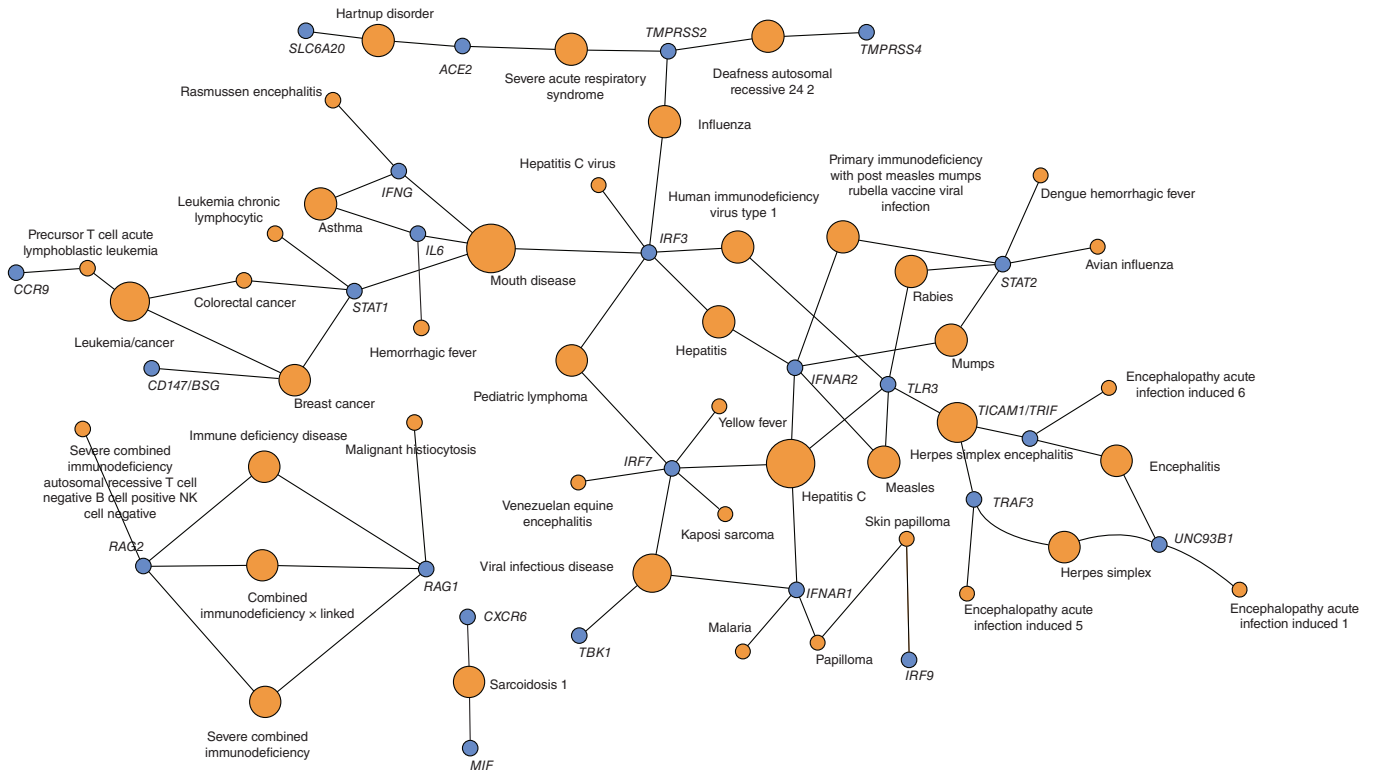 Hartnup disorder
SLC6A20
ACE2
Severe acute respiratory
syndrome
TMPRSS2
Deafness autosomal
recessive 24 2
TMPRSS4
Influenza
Rasmussen encephalitis
IFNG
Asthma
IL6
Leukemia chronic
lymphocytic
Precursor T cell acute
lymphoblastic leukemia
CCR9
Colorectal cancer
STAT1
Leukemia/cancer
Hemorrhagic fever
CD147/BSG
Breast cancer
Mouth disease
Hepatitis C virus
IRF3
Human immunodeficiency
virus type 1
Primary immunodeficiency
with post measles mumps
rubella vaccine viral
infection
Dengue hemorrhagic fever
Avian influenza
STAT2
Rabies
Mumps
Hepatitis
IFNAR2
TLR3
Pediatric lymphoma
Yellow fever
IRF7
Venezuelan equine
encephalitis
Kaposi sarcoma
Hepatitis C
Measles
TICAM1/TRIF
Herpes simplex encephalitis
Encephalopathy acute
infection induced 6
Encephalitis
TRAF3
UNC93B1
Herpes simplex
Encephalopathy acute
infection induced 5
Encephalopathy acute
infection induced 1
Skin papilloma
Viral infectious disease
IFNAR1
TBK1
Malaria
Papilloma
IRF9
Immune deficiency disease
Malignant histiocytosis
Severe combined
immunodeficiency
autosomal recessive T cell
negative B cell positive NK
cell negative
RAG2
RAG1
Combined
immunodeficiency × linked
Severe combined
immunodeficiency
CXCR6
Sarcoidosis 1
MIF